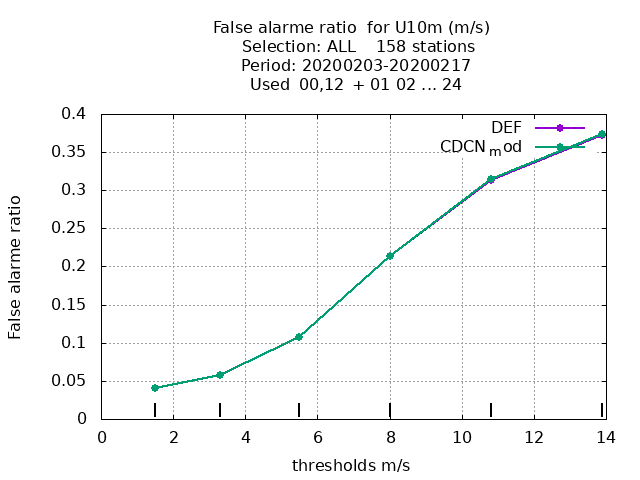 False alarme ratio for U10m (m/s)
Selection: ALL 158 stations
Period: 20200203-20200217
Used 00,12 + 01 02 ... 24
DEF
CDCN_mod
0.4
0.35
0.3
0.25
0.2
0.15
0.1
0.05
0
False alarme ratio
0 2 4 6 8 10 12 14
thresholds m/s